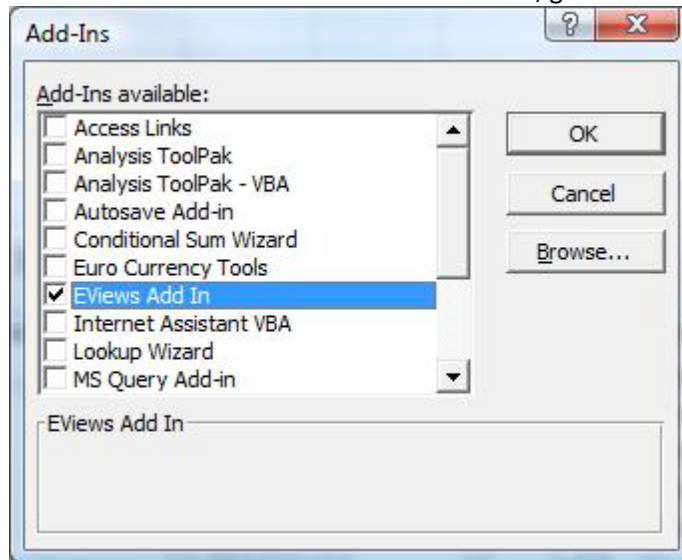 Add-Ins
Add-Ins available:
Access Links
Analysis ToolPak
Analysis ToolPak - VBA
Autosave Add-in
Conditional Sum Wizard
Euro Currency Tools
EViews Add In
Internet Assistant VBA
Lookup Wizard
MS Query Add-in
OK
Cancel
Browse...
EViews Add In